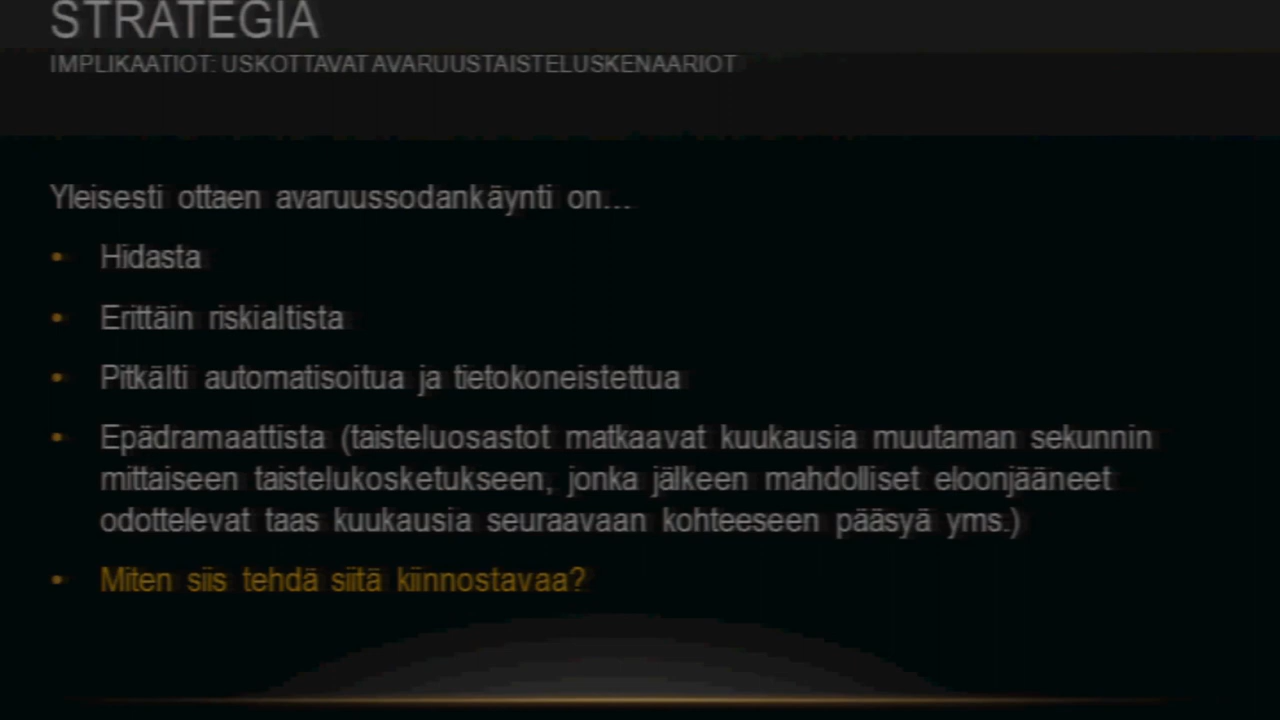 STRATEGIA
IMPLIKAATIOT: USKOTTAVAT AVARUUSTAISTELUSKENAARIOT
Yleisesti ottaen avaruussodankäynti on...
• Hidasta
• Erittäin riskialtista
• Pitkälti automatisoitua ja tietokoneistettua
• Epädramaattista (taisteluosastot matkaavat kuukausia muutaman sekunnin
mittaiseen taistelukosketukseen, jonka jälkeen mahdolliset eloonjääneet
odottelevat taas kuukausia seuraavaan kohteeseen pääsyä yms.)
• Miten siis tehdä siitä kiinnostavaa?